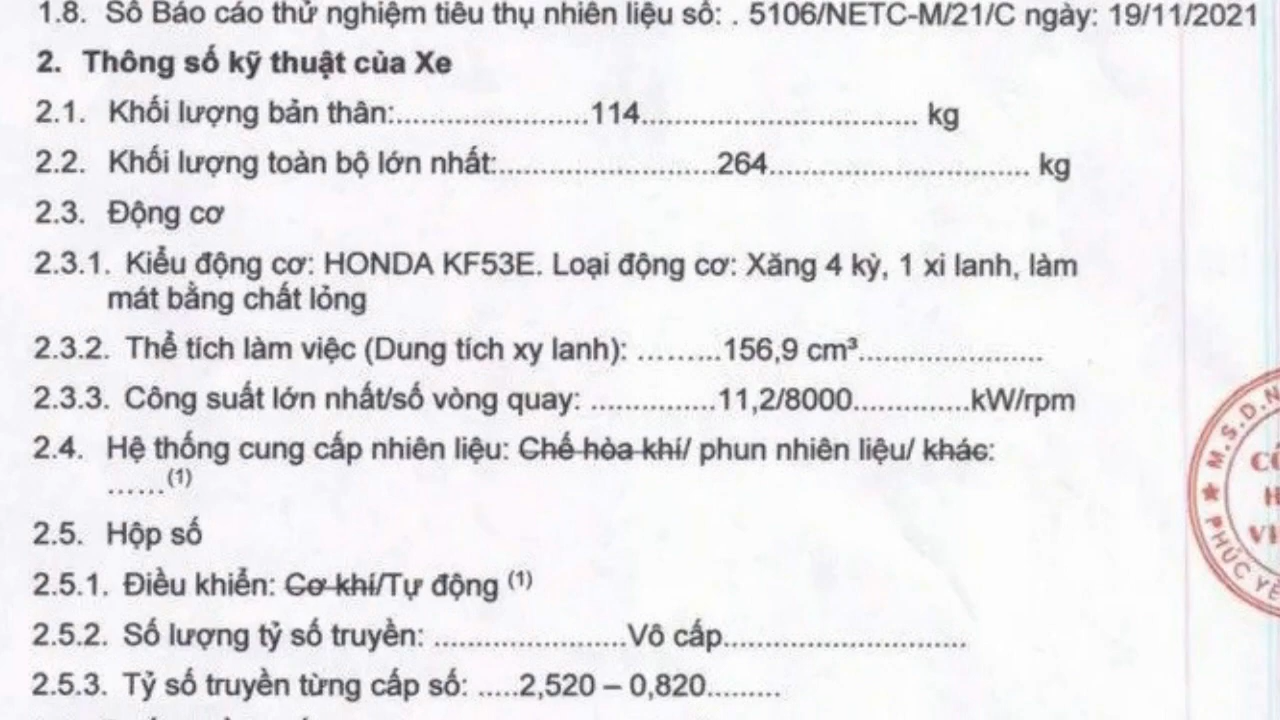 1.8. Số Báo cáo thử nghiệm tiêu thụ nhiên liệu số: . 5106/NETC-M/21/C ngày: 19/11/2021
2. Thông số kỹ thuật của Xe
2.1. Khối lượng bản thân:........................114................................... kg
2.2. Khối lượng toàn bộ lớn nhất:...........................264................................. kg
2.3. Động cơ
2.3.1. Kiểu động cơ: HONDA KF53E. Loại động cơ: Xăng 4 kỳ, 1 xi lanh, làm
mát bằng chất lỏng
2.3.2. Thể tích làm việc (Dung tích xy lanh): ..........156,9 cm³.......................
2.3.3. Công suất lớn nhất/số vòng quay: ................11,2/8000...............kW/rpm
2.4. Hệ thống cung cấp nhiên liệu: Chế hòa khí/ phun nhiên liệu/ khác:
......(1)
2.5. Hộp số
2.5.1. Điều khiển: Cơ khí/Tự động (1)
2.5.2. Số lượng tỷ số truyền: ........................Vô cấp..............................
2.5.3. Tỷ số truyền từng cấp số: .....2,520 – 0,820.........
M.S.D.N
PHÚC YÊ